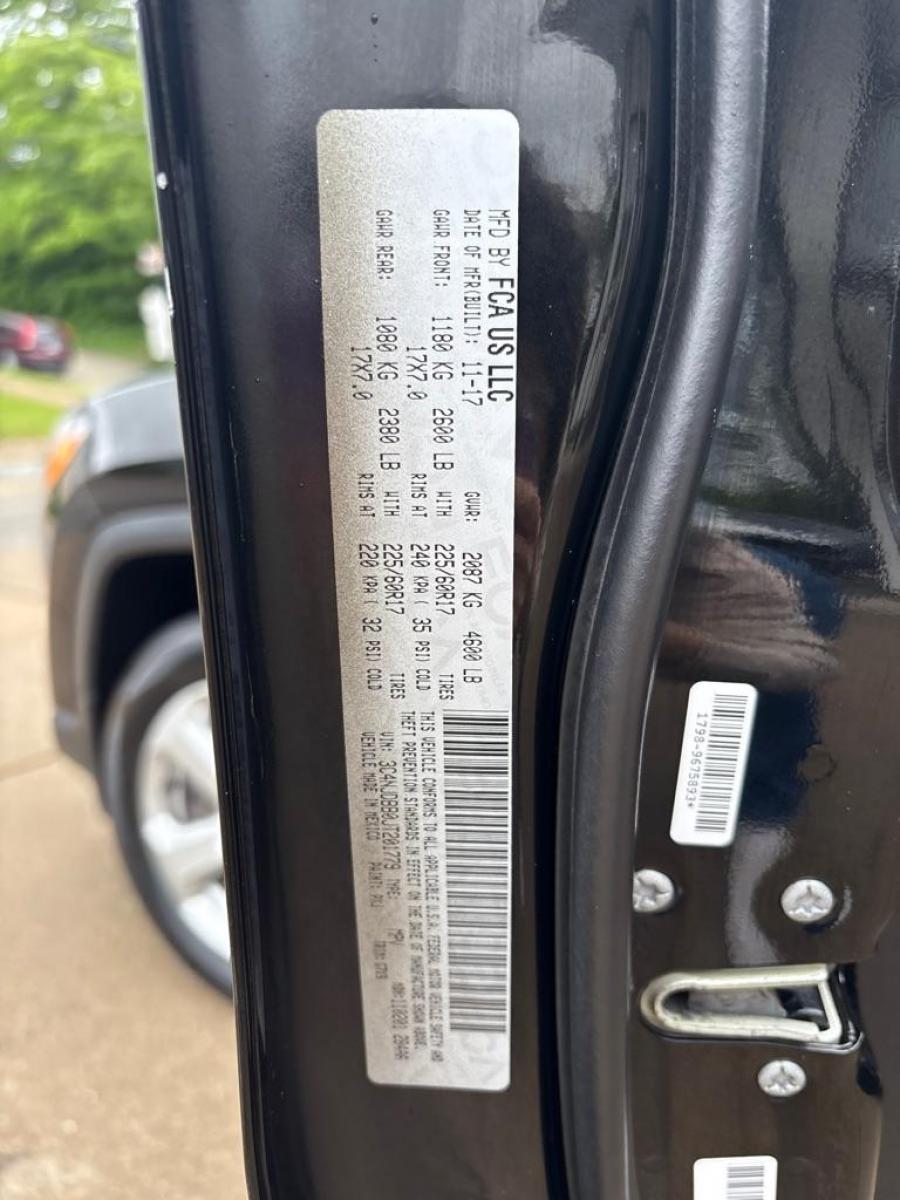 MFD BY FCA US LLC
DATE OF MFR(BUILT): 11-17 GVWR: 2087 KG 4600 LB
GAWR FRONT: 1180 KG 2600 LB WITH 225/60R17 TIRES
17X7.0 RIMS AT 240 KPA( 35 PSI) COLD
GAWR REAR: 1080 KG 2380 LB WITH 225/60R17 TIRES
17X7.0 RIMS AT 220 KPA( 32 PSI) COLD
THIS VEHICLE CONFORMS TO ALL APPLICABLE U.S.A. FEDERAL MOTOR VEHICLE SAFETY AND
THEFT PREVENTION STANDARDS IN EFFECT ON THE DATE OF MANUFACTURE SHOWN ABOVE.
VIN: 3C4NJDBB0JT201779 TYPE: MPV
VEHICLE MADE IN MEXICO PAINT:
1798-9675893*